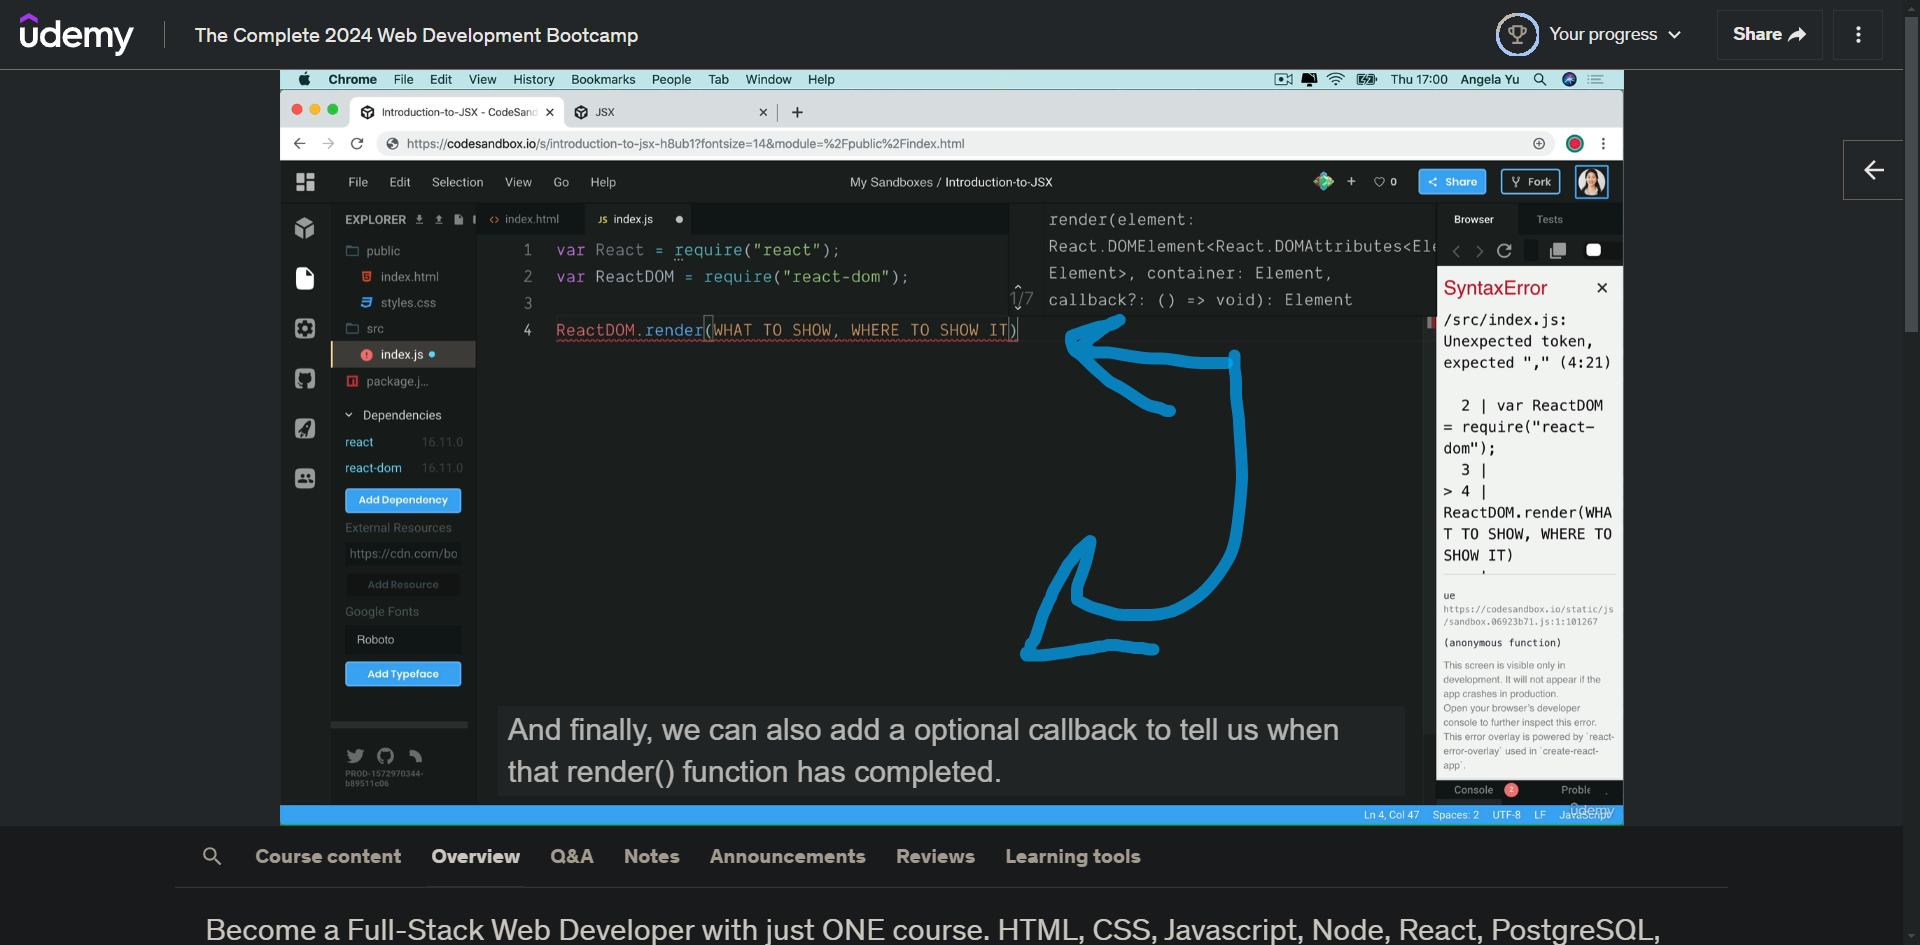 udemy
The Complete 2024 Web Development Bootcamp
Your progress
Share
Chrome File Edit View History Bookmarks People Tab Window Help
Thu 17:00 Angela Yu
Introduction-to-JSX - CodeSand
JSX
https://codesandbox.io/s/introduction-to-jsx-h8ub1?fontsize=14&module=%2Fpublic%2Findex.html
File Edit Selection View Go Help
My Sandboxes / Introduction-to-JSX
0
Share
Fork
EXPLORER
public
index.html
styles.css
src
index.js
package.j...
Dependencies
react 16.11.0
react-dom 16.11.0
Add Dependency
External Resources
https://cdn.com/bo
Add Resource
Google Fonts
Roboto
Add Typeface
PROD-1572970344-
b89511c06
<> index.html
JS index.js
1 var React = require("react");
2 var ReactDOM = require("react-dom");
3
4 ReactDOM.render(WHAT TO SHOW, WHERE TO SHOW IT)
1/7
render(element:
React.DOMElement<React.DOMAttributes<Ele
Element>, container: Element,
callback?: () => void): Element
Browser
Tests
SyntaxError
/src/index.js:
Unexpected token,
expected "," (4:21)
2 | var ReactDOM
= require("react-
dom");
3 |
> 4 |
ReactDOM.render(WHA
T TO SHOW, WHERE TO
SHOW IT)
ue
https://codesandbox.io/static/js
/sandbox.06923b71.js:1:101267
(anonymous function)
This screen is visible only in
development. It will not appear if the
app crashes in production.
Open your browser's developer
console to further inspect this error.
This error overlay is powered by `react-
error-overlay` used in `create-react-
app`.
Console 2
Proble
And finally, we can also add a optional callback to tell us when
that render() function has completed.
Ln 4, Col 47 Spaces: 2 UTF-8 LF JavaScript
udemy
Course content
Overview
Q&A
Notes
Announcements
Reviews
Learning tools
Become a Full-Stack Web Developer with just ONE course. HTML, CSS, Javascript, Node, React, PostgreSQL,